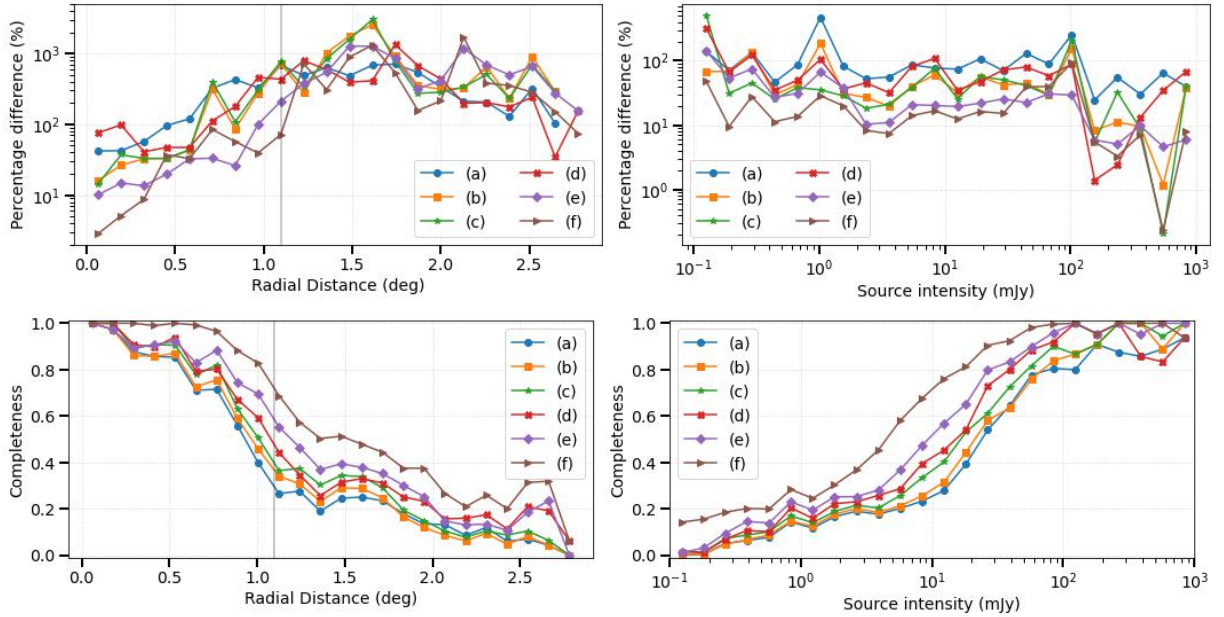 Percentage difference (%)
10^3
10^2
10^1
(a)
(b)
(c)
(d)
(e)
(f)
0.0 0.5 1.0 1.5 2.0 2.5
Radial Distance (deg)
Percentage difference (%)
10^2
10^1
10^0
(a)
(b)
(c)
(d)
(e)
(f)
10^-1 10^0 10^1 10^2 10^3
Source intensity (mJy)
Completeness
1.0
0.8
0.6
0.4
0.2
0.0
(a)
(b)
(c)
(d)
(e)
(f)
0.0 0.5 1.0 1.5 2.0 2.5
Radial Distance (deg)
Completeness
1.0
0.8
0.6
0.4
0.2
0.0
(a)
(b)
(c)
(d)
(e)
(f)
10^-1 10^0 10^1 10^2 10^3
Source intensity (mJy)